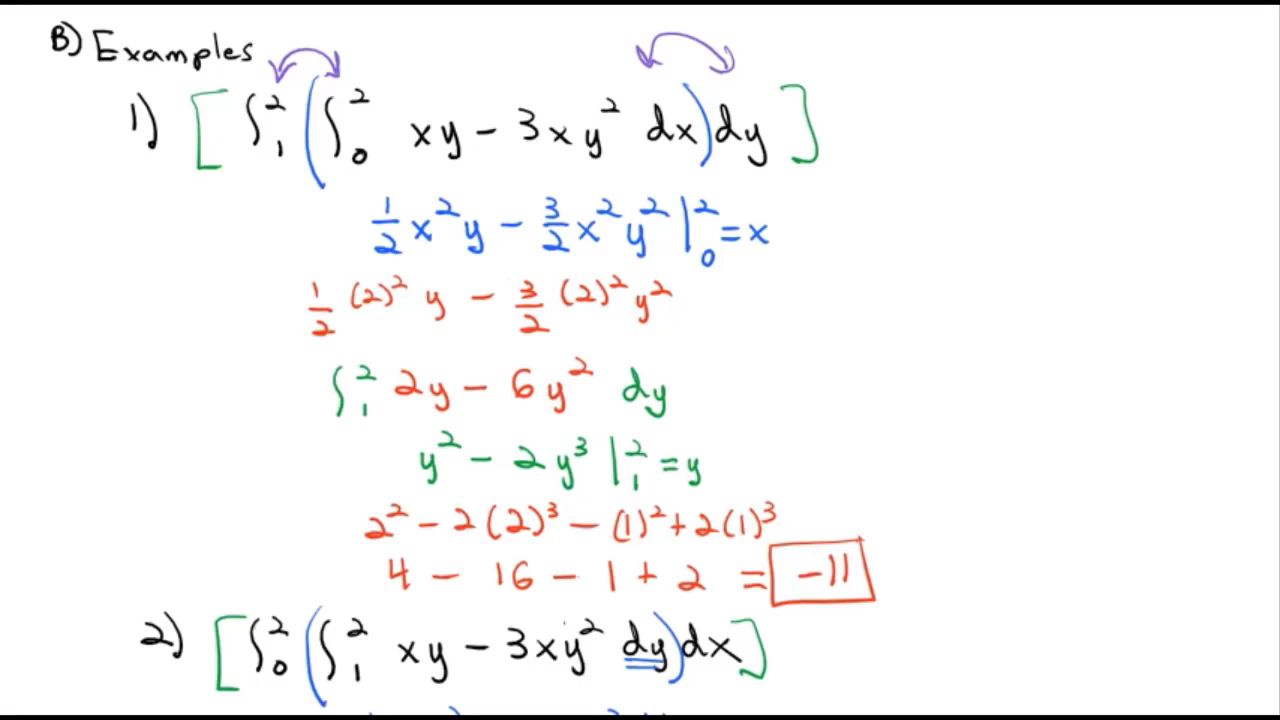 B) Examples
1) [ ∫₁² ( ∫₀² xy − 3xy² dx ) dy ]
½ x²y − 3/2 x²y² |₀² = x
½ (2)² y − 3/2 (2)² y²
∫₁² 2y − 6y² dy
y² − 2y³ |₁² = y
2² − 2(2)³ − (1)² + 2(1)³
4 − 16 − 1 + 2 = −11
2) [ ∫₀² ( ∫₁² xy − 3xy² dy ) dx ]